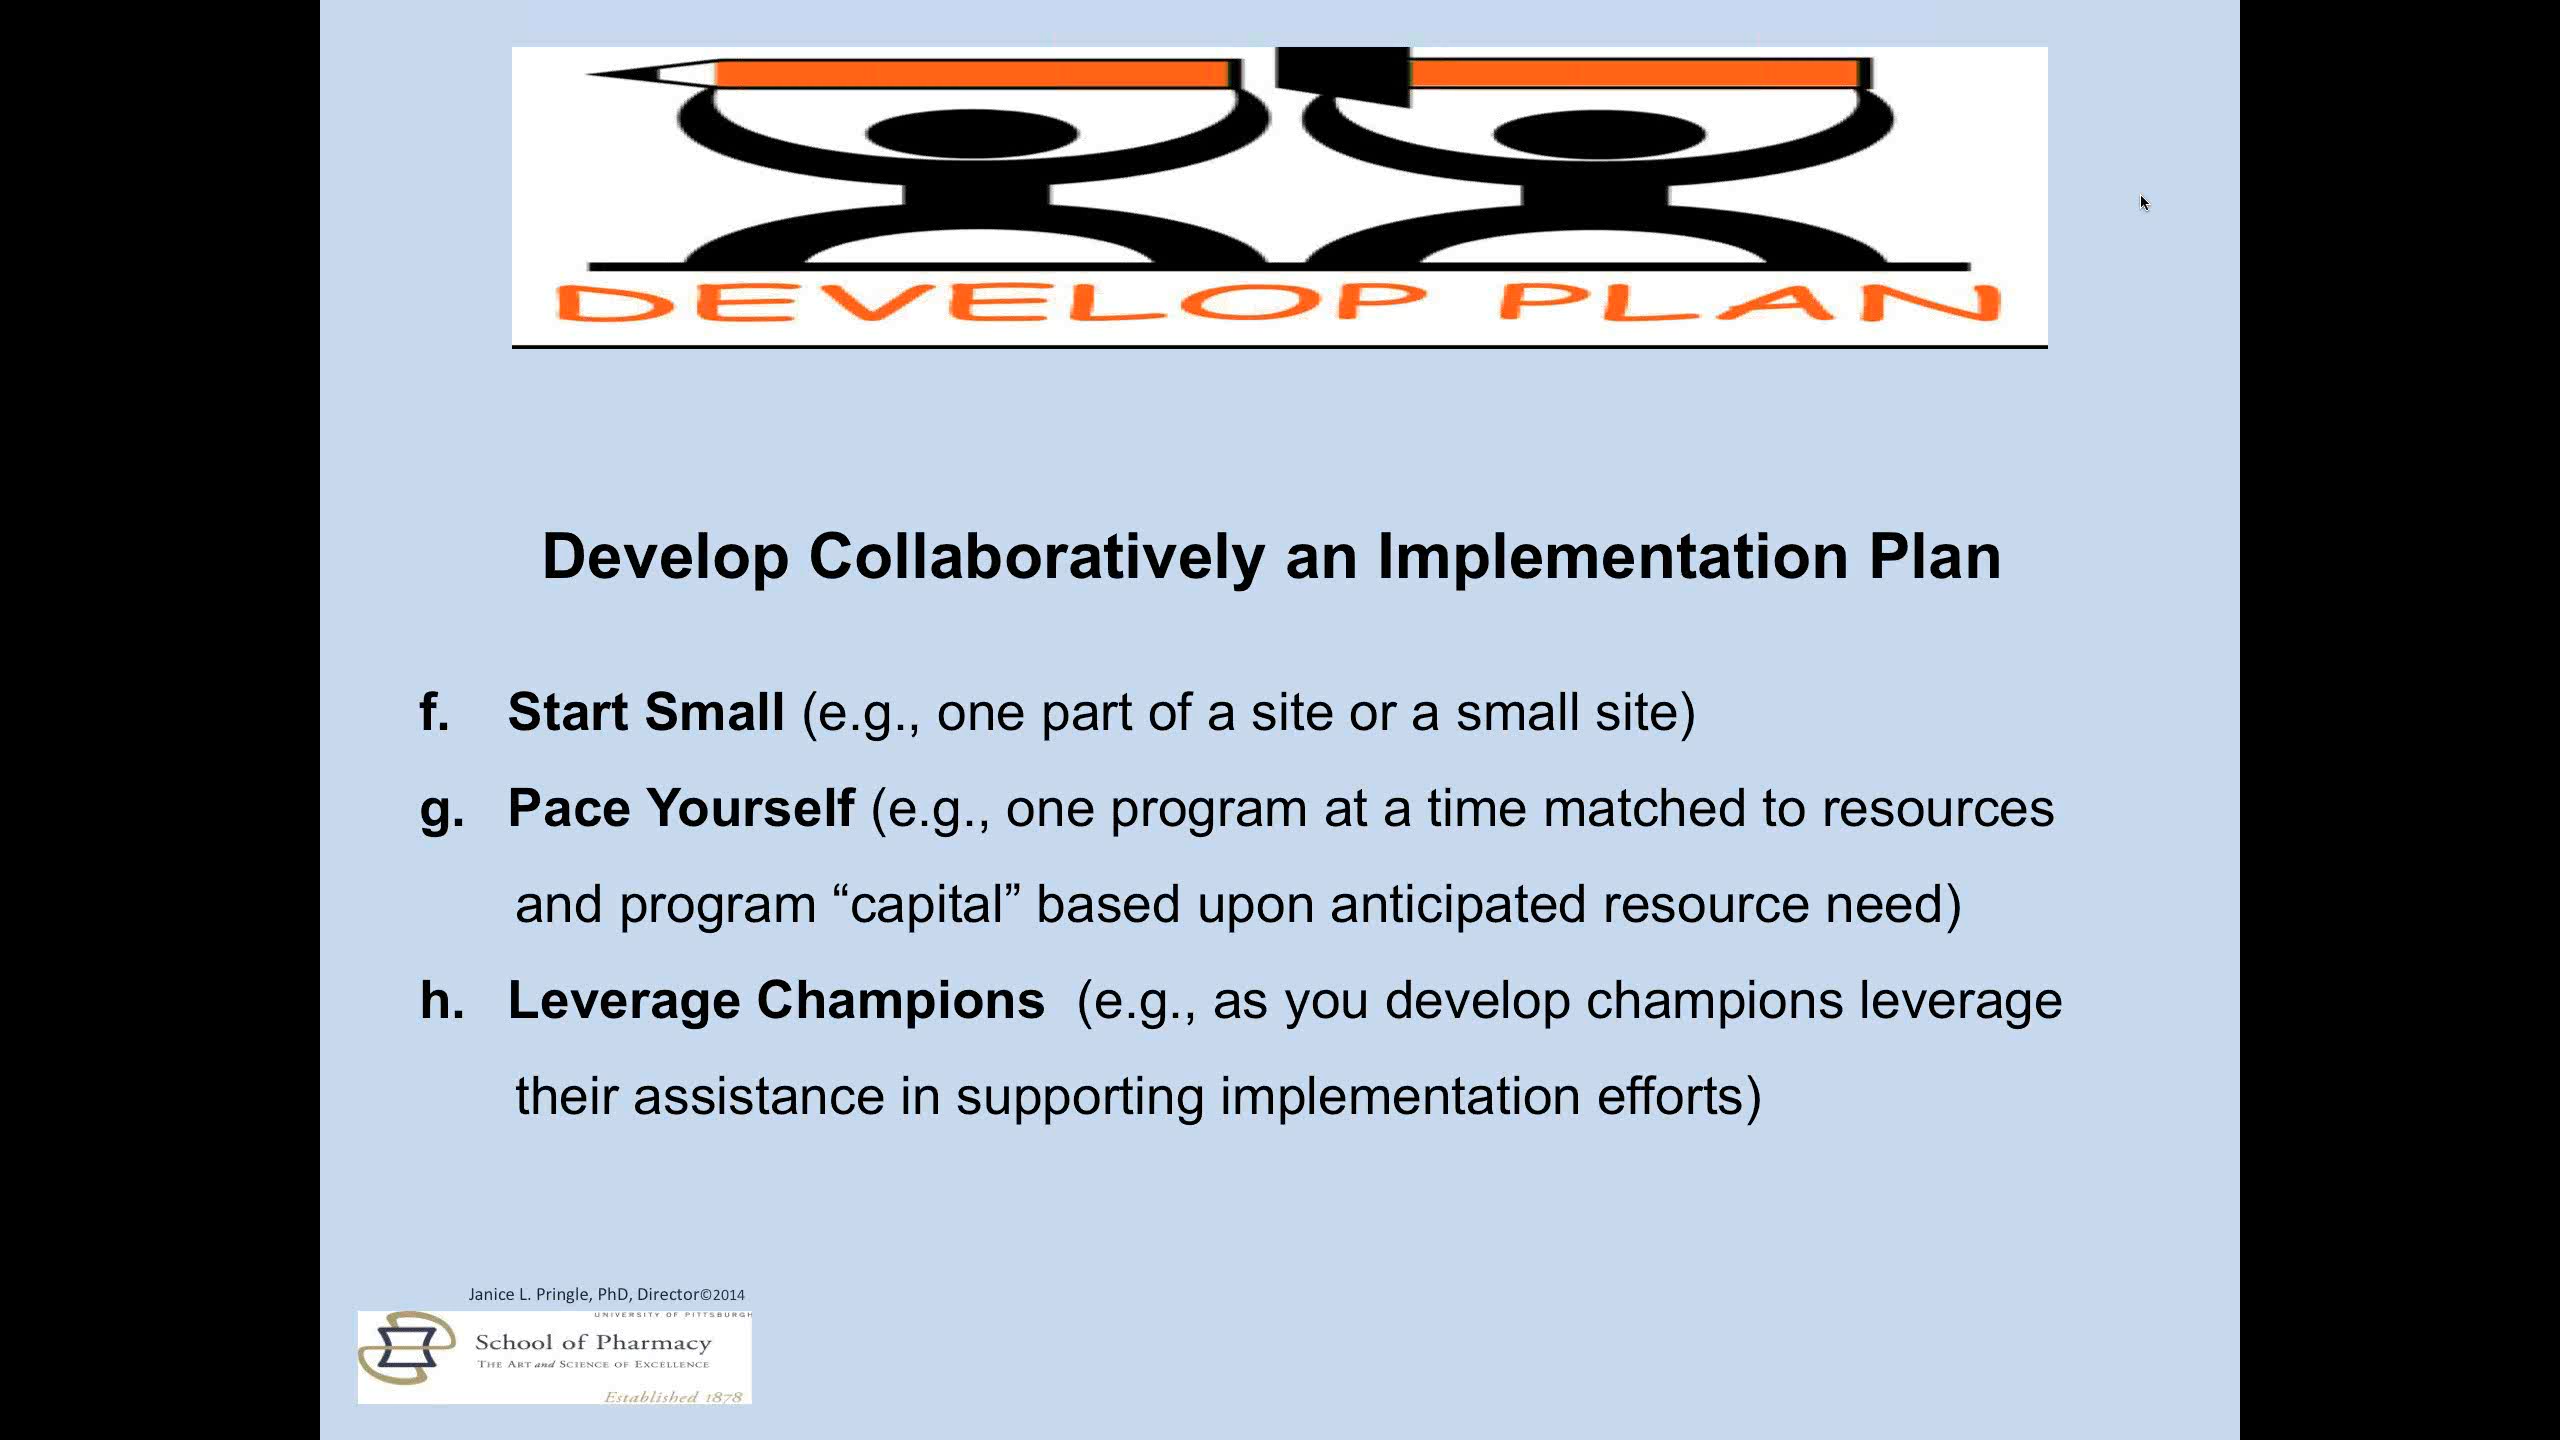 DEVELOP PLAN
Develop Collaboratively an Implementation Plan
f. Start Small (e.g., one part of a site or a small site)
g. Pace Yourself (e.g., one program at a time matched to resources
and program “capital” based upon anticipated resource need)
h. Leverage Champions (e.g., as you develop champions leverage
their assistance in supporting implementation efforts)
Janice L. Pringle, PhD, Director©2014
UNIVERSITY OF PITTSBURGH
School of Pharmacy
THE ART and SCIENCE OF EXCELLENCE
Established 1878